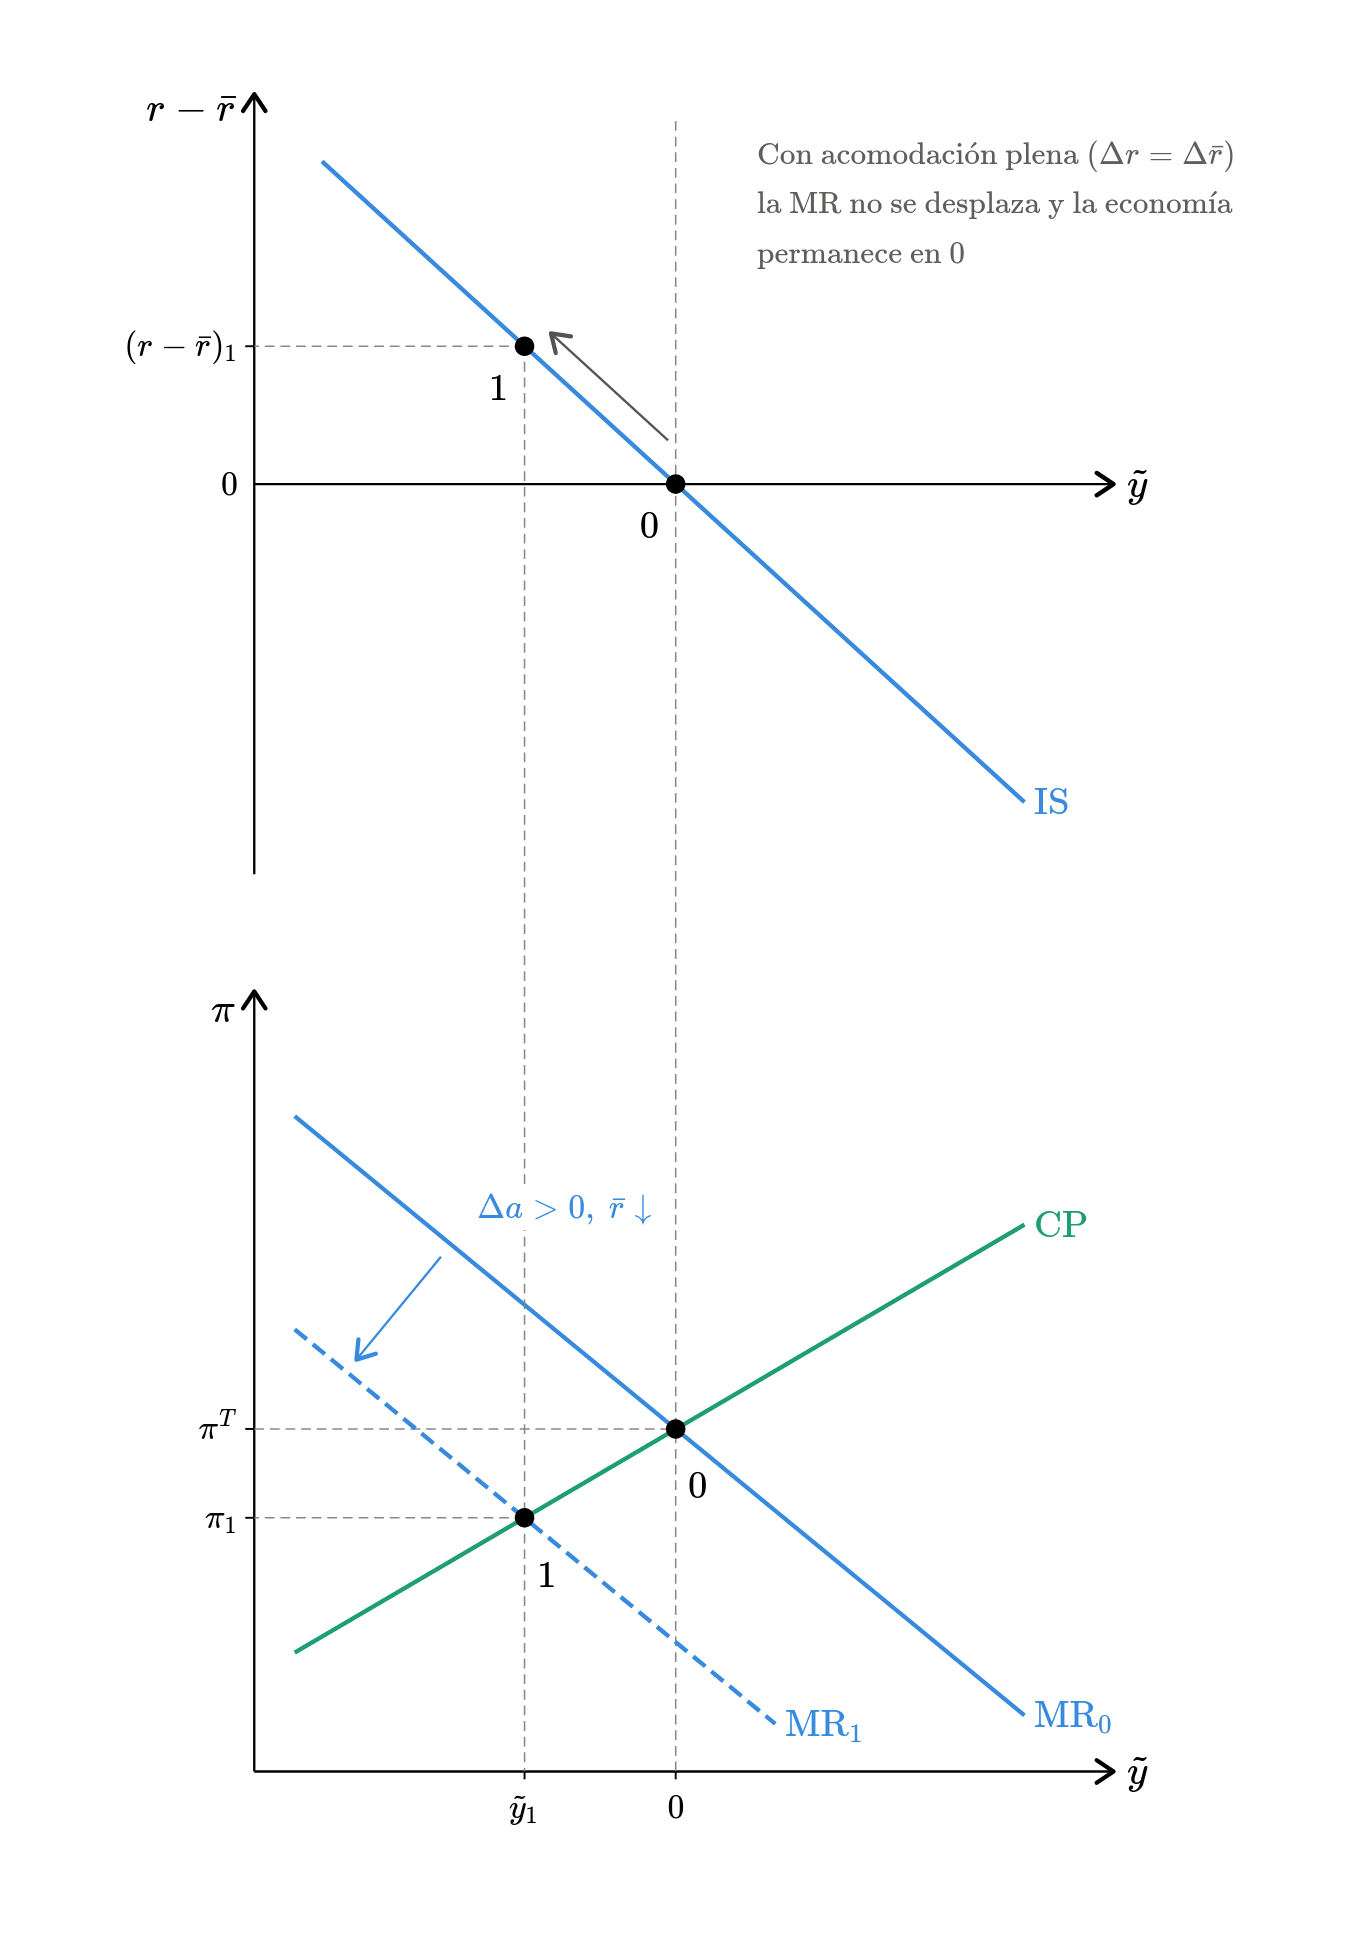 r − r̄
Con acomodación plena (Δr = Δr̄)
la MR no se desplaza y la economía
permanece en 0
(r − r̄)₁
1
0
ỹ
0
IS
π
Δa > 0, r̄ ↓
CP
πᵀ
0
π₁
1
MR₁
MR₀
ỹ
ỹ₁
0